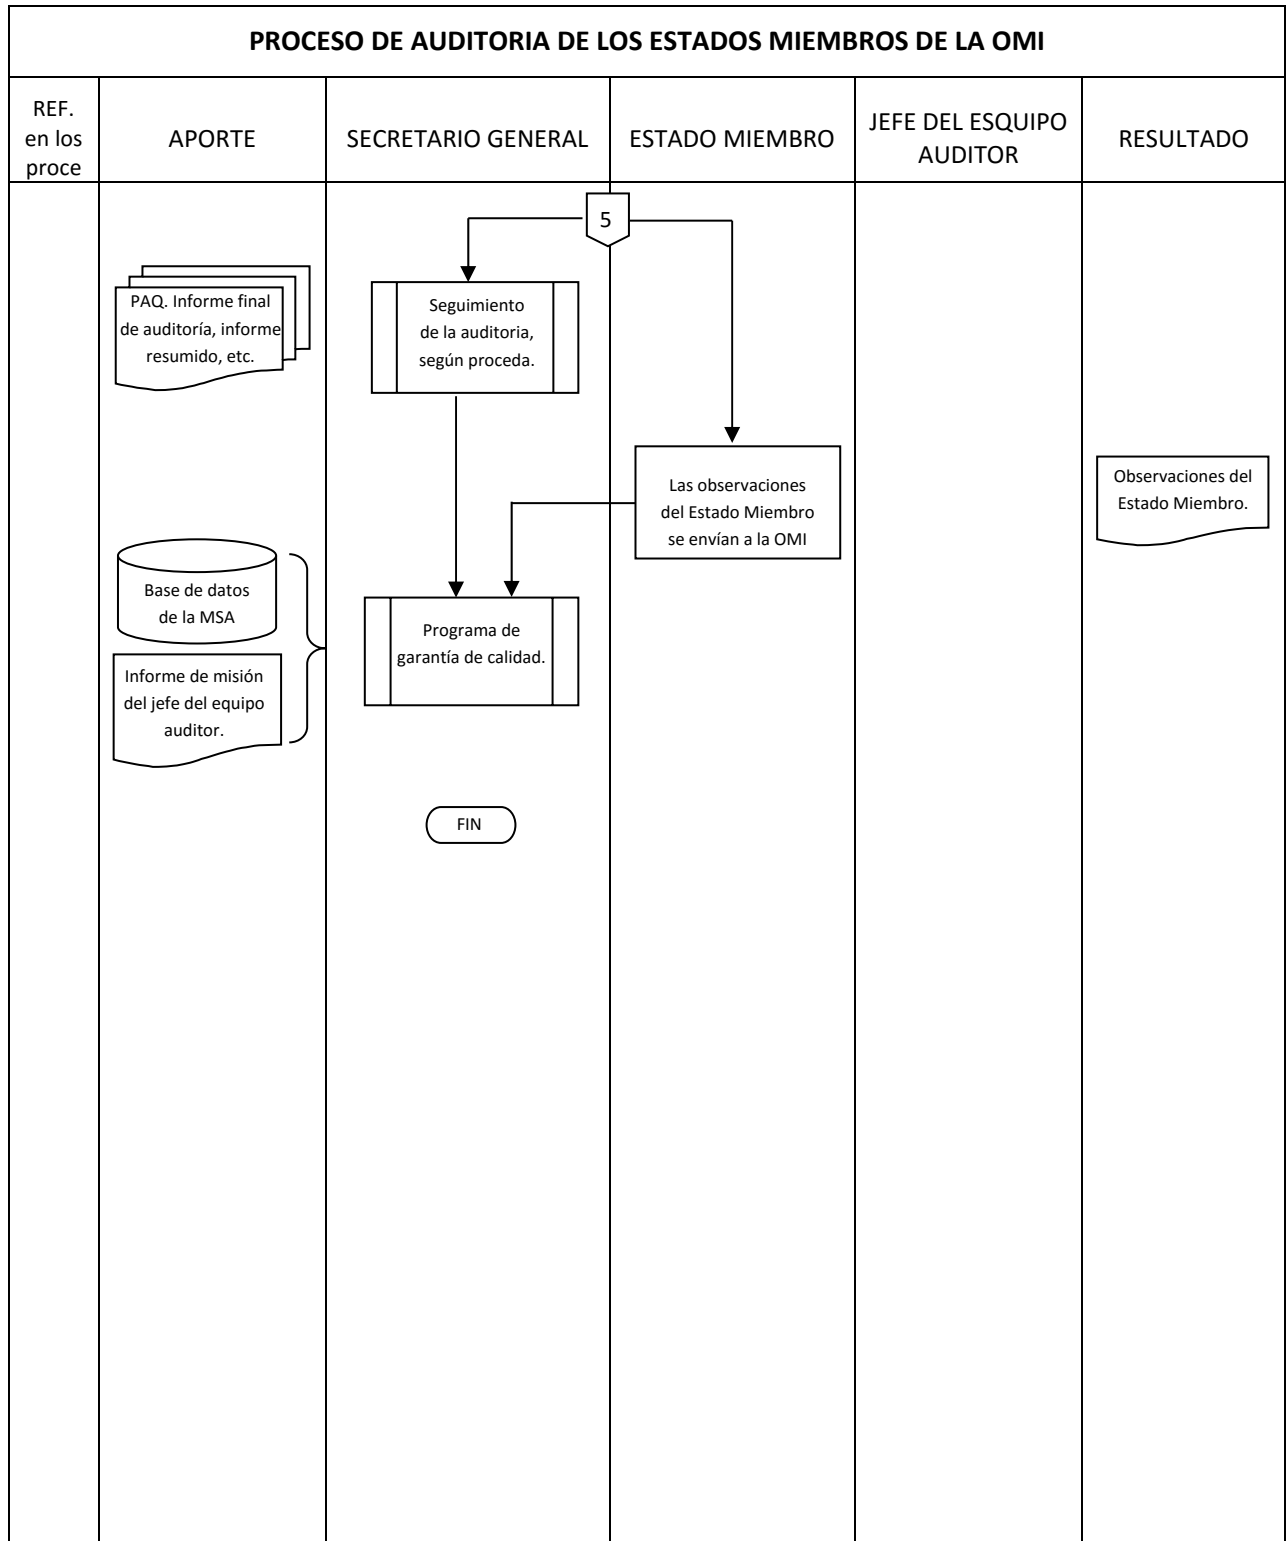 PROCESO DE AUDITORIA DE LOS ESTADOS MIEMBROS DE LA OMI
REF.
en los
proce
APORTE
SECRETARIO GENERAL
ESTADO MIEMBRO
JEFE DEL ESQUIPO
AUDITOR
RESULTADO
5
PAQ. Informe final
de auditoría, informe
resumido, etc.
Seguimiento
de la auditoria,
según proceda.
Las observaciones
del Estado Miembro
se envían a la OMI
Observaciones del
Estado Miembro.
Base de datos
de la MSA
Programa de
garantía de calidad.
Informe de misión
del jefe del equipo
auditor.
FIN